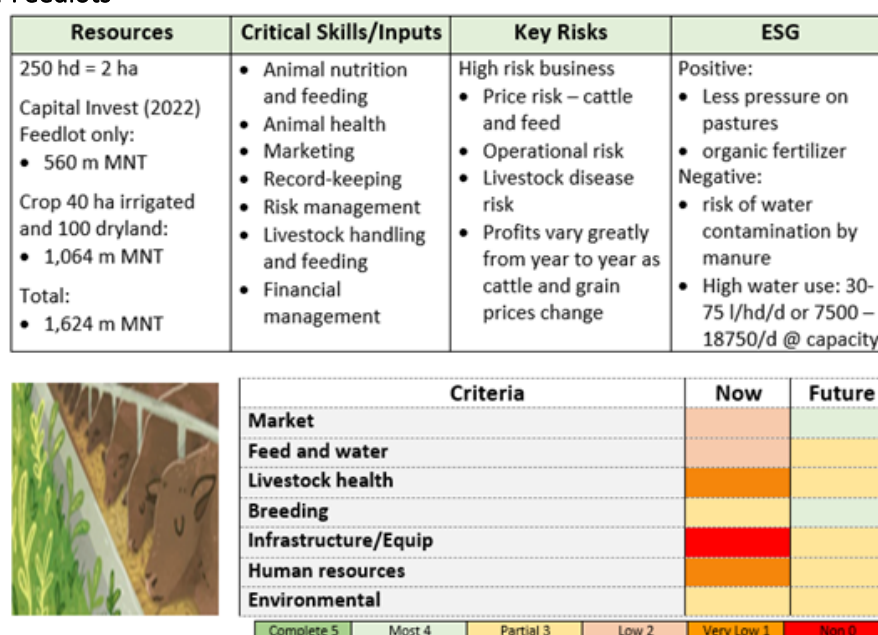 Feedlots
Resources
250 hd = 2 ha
Capital Invest (2022)
Feedlot only:
• 560 m MNT
Crop 40 ha irrigated
and 100 dryland:
• 1,064 m MNT
Total:
• 1,624 m MNT
Critical Skills/Inputs
• Animal nutrition
and feeding
• Animal health
• Marketing
• Record-keeping
• Risk management
• Livestock handling
and feeding
• Financial
management
Key Risks
High risk business
• Price risk – cattle
and feed
• Operational risk
• Livestock disease
risk
• Profits vary greatly
from year to year as
cattle and grain
prices change
ESG
Positive:
• Less pressure on
pastures
• organic fertilizer
Negative:
• risk of water
contamination by
manure
• High water use: 30-
75 l/hd/d or 7500 –
18750/d @ capacity
Criteria Now Future
Market
Feed and water
Livestock health
Breeding
Infrastructure/Equip
Human resources
Environmental
Complete 5 Most 4 Partial 3 Low 2 Very Low 1 Non 0